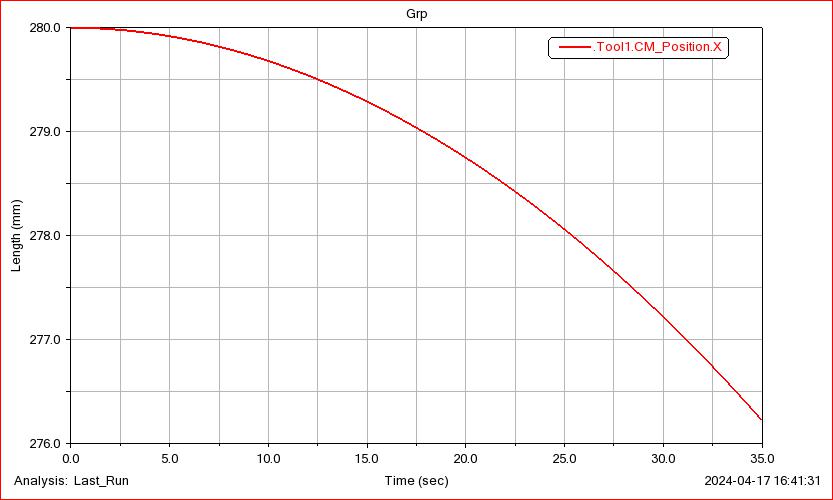 Grp
.Tool1.CM_Position.X
Length (mm)
280.0
279.0
278.0
277.0
276.0
0.0 5.0 10.0 15.0 20.0 25.0 30.0 35.0
Analysis: Last_Run Time (sec) 2024-04-17 16:41:31